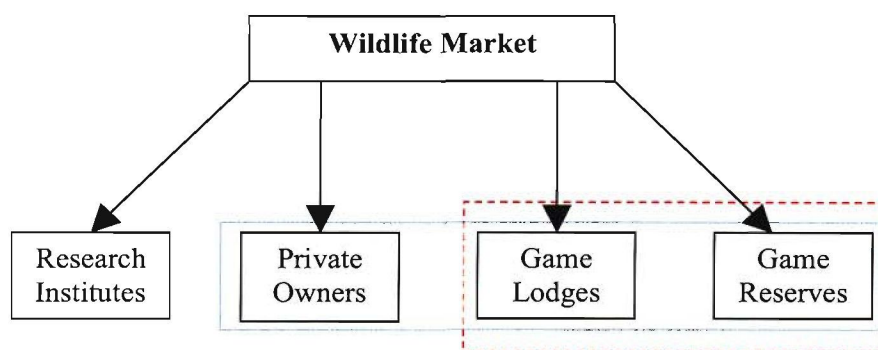 Wildlife Market
Research
Institutes
Private
Owners
Game
Lodges
Game
Reserves